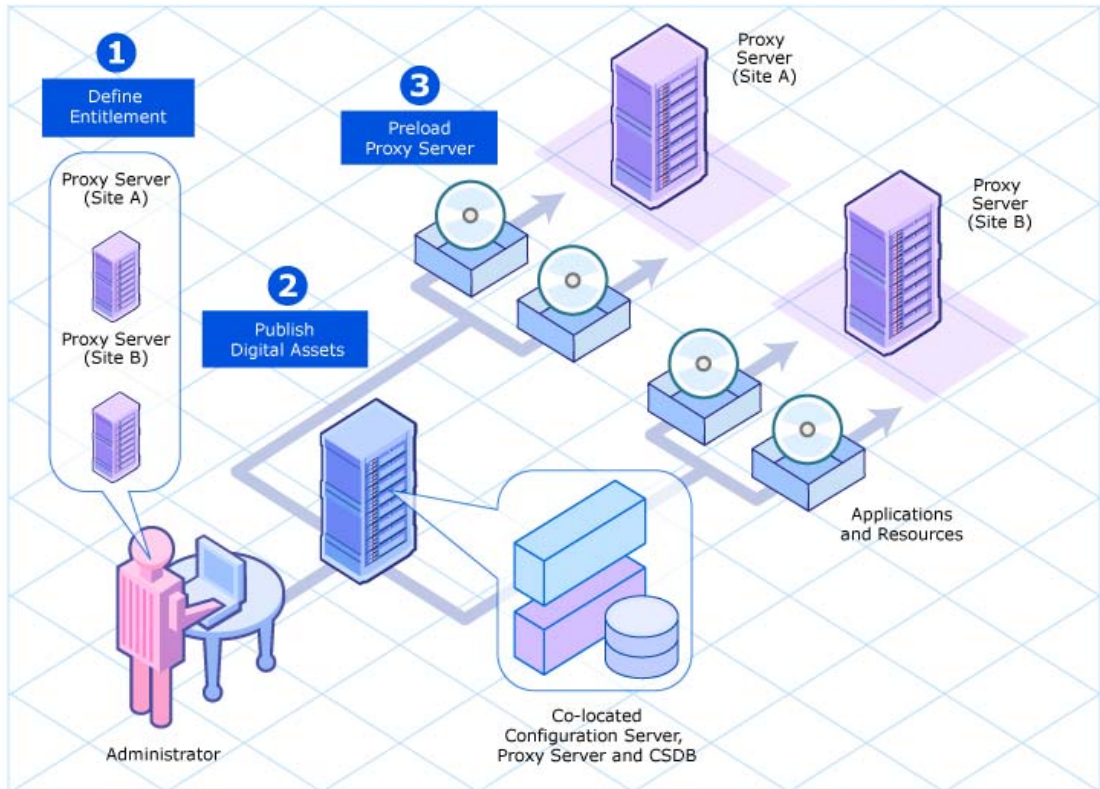 1
Define
Entitlement
Proxy Server
(Site A)
Proxy Server
(Site B)
2
Publish
Digital Assets
3
Preload
Proxy Server
Proxy
Server
(Site A)
Proxy
Server
(Site B)
Applications
and Resources
Co-located
Configuration Server,
Proxy Server and CSDB
Administrator